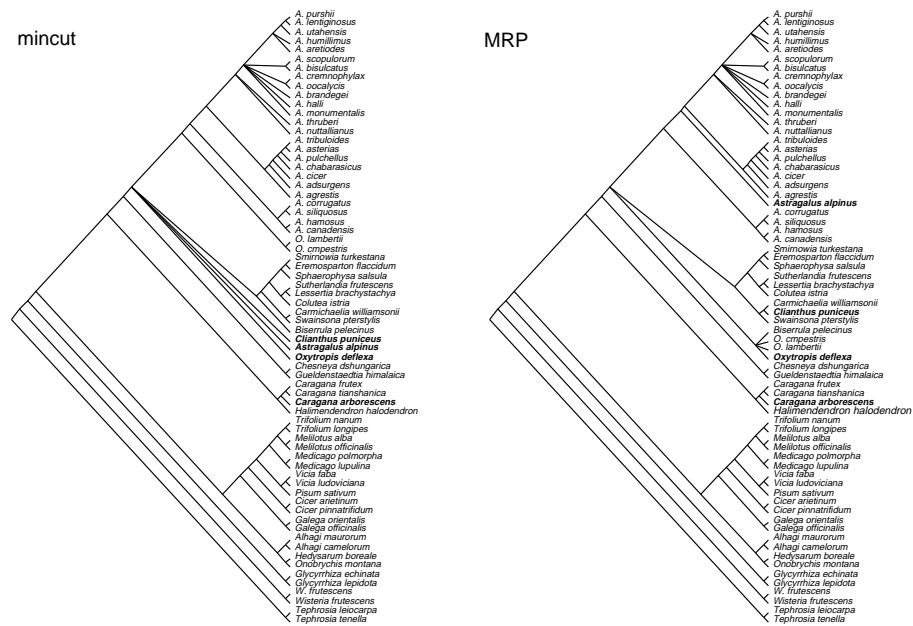 mincut
A. purshii
A. lentiginosus
A. utahensis
A. humillimus
A. aretiodes
A. scopulorum
A. bisulcatus
A. cremnophylax
A. oocalycis
A. brandegei
A. halli
A. monumentalis
A. thruberi
A. nuttallianus
A. tribuloides
A. asterias
A. pulchellus
A. chabarasicus
A. cicer
A. adsurgens
A. agrestis
A. corrugatus
A. siliquosus
A. hamosus
A. canadensis
O. lambertii
O. cmpestris
Smirnowia turkestana
Eremosparton flaccidum
Sphaerophysa salsula
Sutherlandia frutescens
Lessertia brachystachya
Colutea istria
Carmichaelia williamsonii
Swainsona pterstylis
Biserrula pelecinus
Clianthus puniceus
Astragalus alpinus
Oxytropis deflexa
Chesneya dshungarica
Gueldenstaedtia himalaica
Caragana frutex
Caragana tianshanica
Caragana arborescens
Halimendendron halodendron
Trifolium nanum
Trifolium longipes
Melilotus alba
Melilotus officinalis
Medicago polmorpha
Medicago lupulina
Vicia faba
Vicia ludoviciana
Pisum sativum
Cicer arietinum
Cicer pinnatrifidum
Galega orientalis
Galega officinalis
Alhagi maurorum
Alhagi camelorum
Hedysarum boreale
Onobrychis montana
Glycyrrhiza echinata
Glycyrrhiza lepidota
W. frutescens
Wisteria frutescens
Tephrosia leiocarpa
Tephrosia tenella
MRP
A. purshii
A. lentiginosus
A. utahensis
A. humillimus
A. aretiodes
A. scopulorum
A. bisulcatus
A. cremnophylax
A. oocalycis
A. brandegei
A. halli
A. monumentalis
A. thruberi
A. nuttallianus
A. tribuloides
A. asterias
A. pulchellus
A. chabarasicus
A. cicer
A. adsurgens
A. agrestis
Astragalus alpinus
A. corrugatus
A. siliquosus
A. hamosus
A. canadensis
Smirnowia turkestana
Eremosparton flaccidum
Sphaerophysa salsula
Sutherlandia frutescens
Lessertia brachystachya
Colutea istria
Carmichaelia williamsonii
Clianthus puniceus
Swainsona pterstylis
Biserrula pelecinus
O. cmpestris
O. lambertii
Oxytropis deflexa
Chesneya dshungarica
Gueldenstaedtia himalaica
Caragana frutex
Caragana tianshanica
Caragana arborescens
Halimendendron halodendron
Trifolium nanum
Trifolium longipes
Melilotus alba
Melilotus officinalis
Medicago polmorpha
Medicago lupulina
Vicia faba
Vicia ludoviciana
Pisum sativum
Cicer arietinum
Cicer pinnatrifidum
Galega orientalis
Galega officinalis
Alhagi maurorum
Alhagi camelorum
Hedysarum boreale
Onobrychis montana
Glycyrrhiza echinata
Glycyrrhiza lepidota
W. frutescens
Wisteria frutescens
Tephrosia leiocarpa
Tephrosia tenella